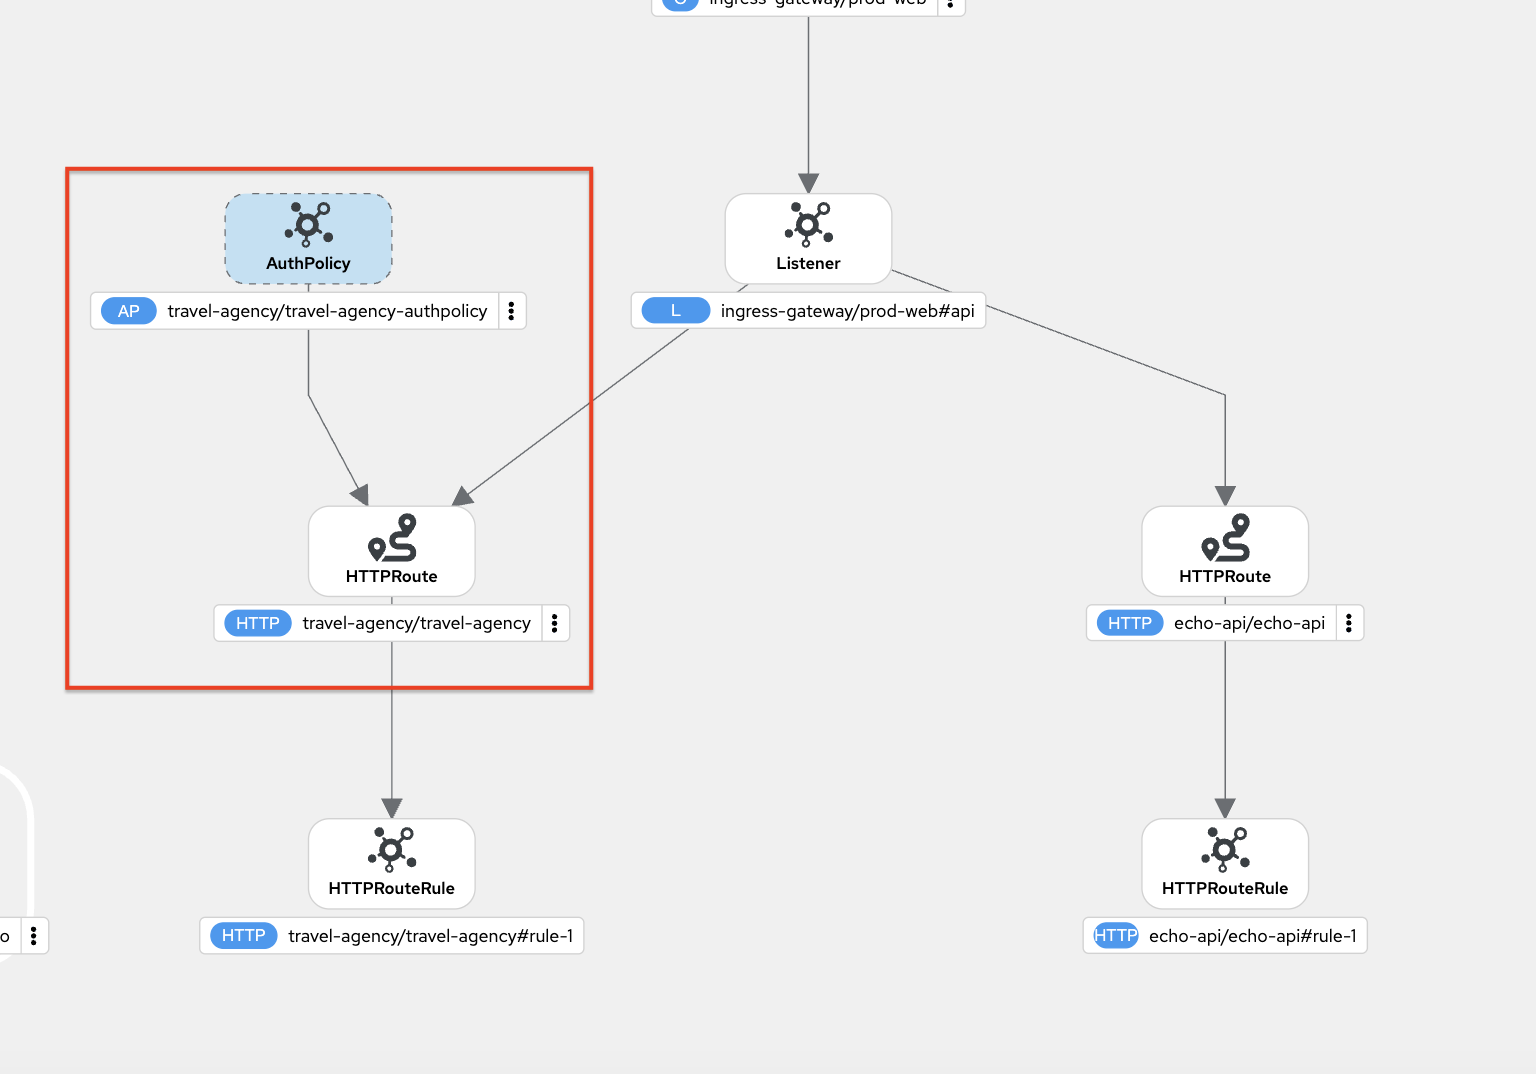 ingress-gateway/prod-web
AuthPolicy
AP travel-agency/travel-agency-authpolicy
Listener
L ingress-gateway/prod-web#api
HTTPRoute
HTTP travel-agency/travel-agency
HTTPRoute
HTTP echo-api/echo-api
HTTPRouteRule
HTTP travel-agency/travel-agency#rule-1
HTTPRouteRule
HTTP echo-api/echo-api#rule-1